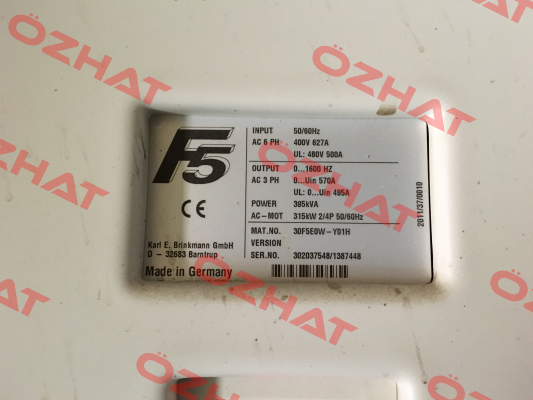 F5
CE
Karl E. Brinkmann GmbH
D - 32683 Barntrup
Made in Germany
INPUT 50/60Hz
AC 6 PH 400V 627A
UL: 480V 500A
OUTPUT 0...1600 HZ
AC 3 PH 0...Uin 570A
UL: 0...Uin 495A
POWER 395kVA
AC-MOT 315kW 2/4P 50/60Hz
MAT.NO. 30F5E0W-Y01H
VERSION
SER.NO. 302037548/1387448
2011/37/0010
OZHAT
OZHAT
ÖZHAT
ÖZHAT
ÖZHAT
ÖZHAT
ÖZHAT
ÖZHAT